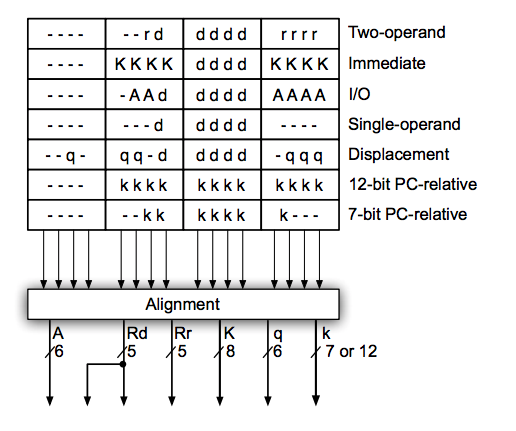 - - - - - - r d d d d d r r r r Two-operand
- - - - K K K K d d d d K K K K Immediate
- - - - - A A d d d d d A A A A I/O
- - - - - - - d d d d d - - - - Single-operand
- - q - q q - d d d d d - q q q Displacement
- - - - k k k k k k k k k k k k 12-bit PC-relative
- - - - - - k k k k k k k - - - 7-bit PC-relative
Alignment
A Rd Rr K q k
6 5 5 8 6 7 or 12